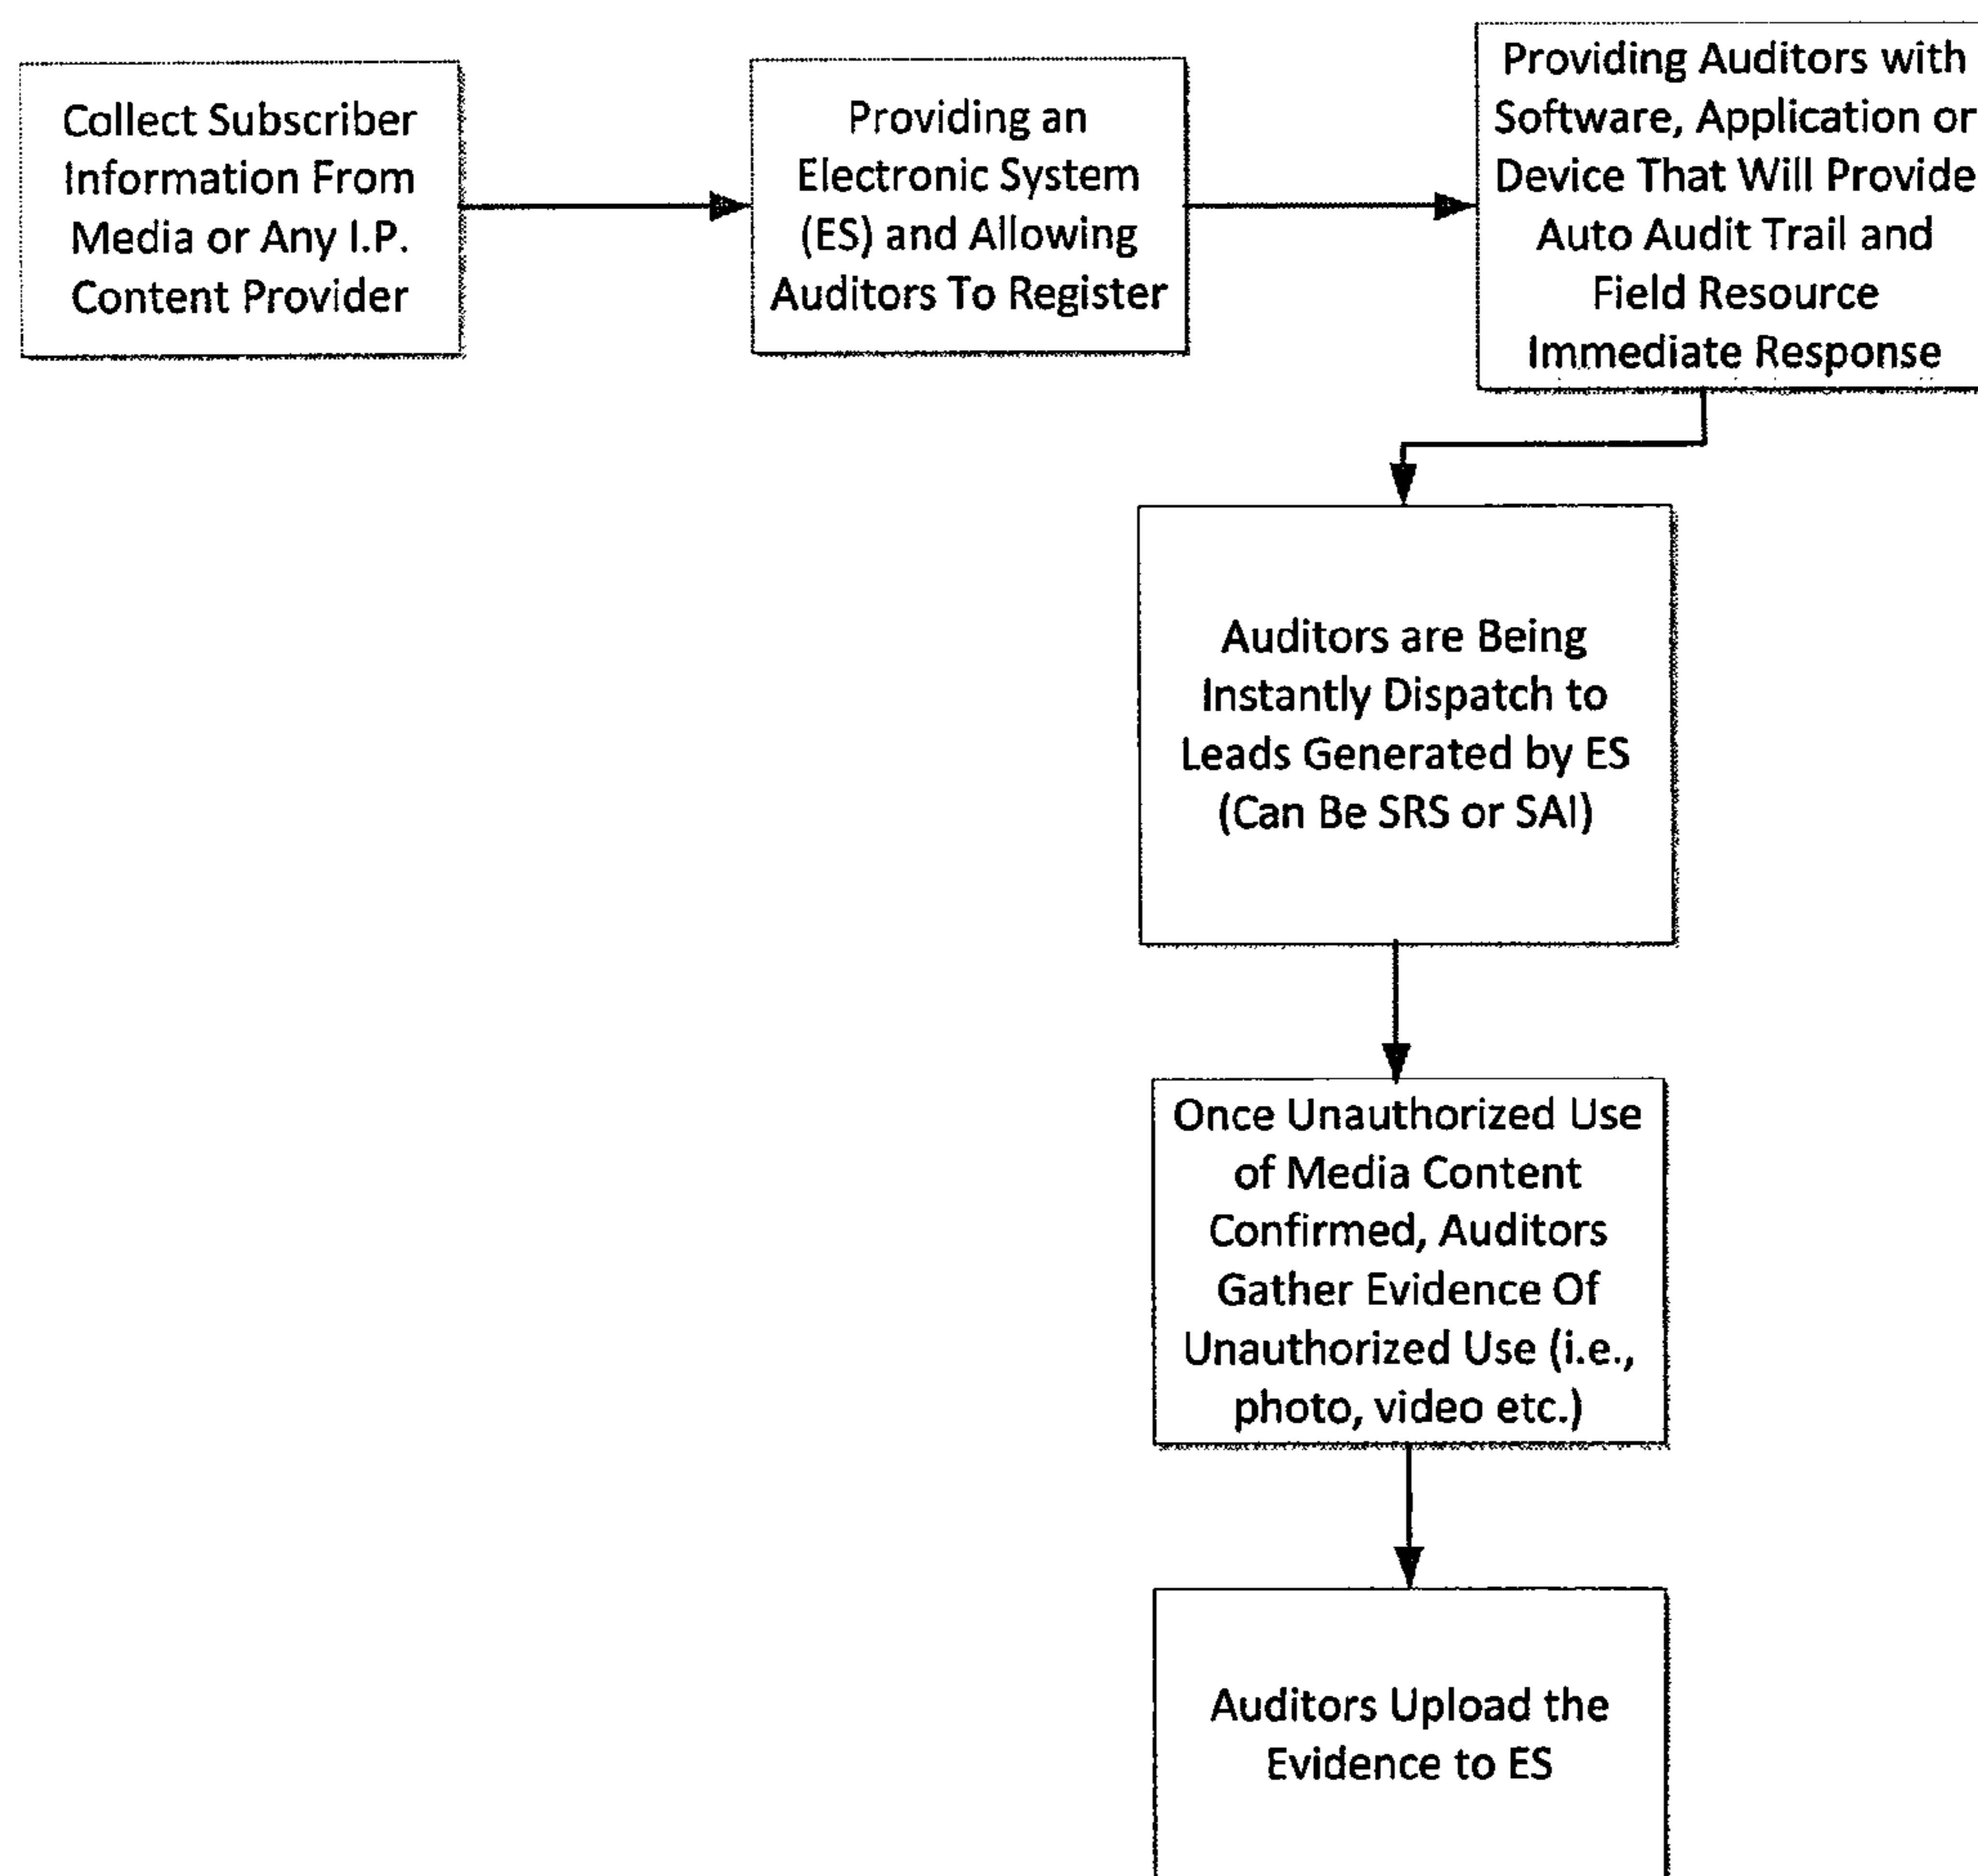 Collect Subscriber
Information From
Media or Any I.P.
Content Provider
Providing an
Electronic System
(ES) and Allowing
Auditors To Register
Providing Auditors with
Software, Application or
Device That Will Provide
Auto Audit Trail and
Field Resource
Immediate Response
Auditors are Being
Instantly Dispatch to
Leads Generated by ES
(Can Be SRS or SAI)
Once Unauthorized Use
of Media Content
Confirmed, Auditors
Gather Evidence Of
Unauthorized Use (i.e.,
photo, video etc.)
Auditors Upload the
Evidence to ES